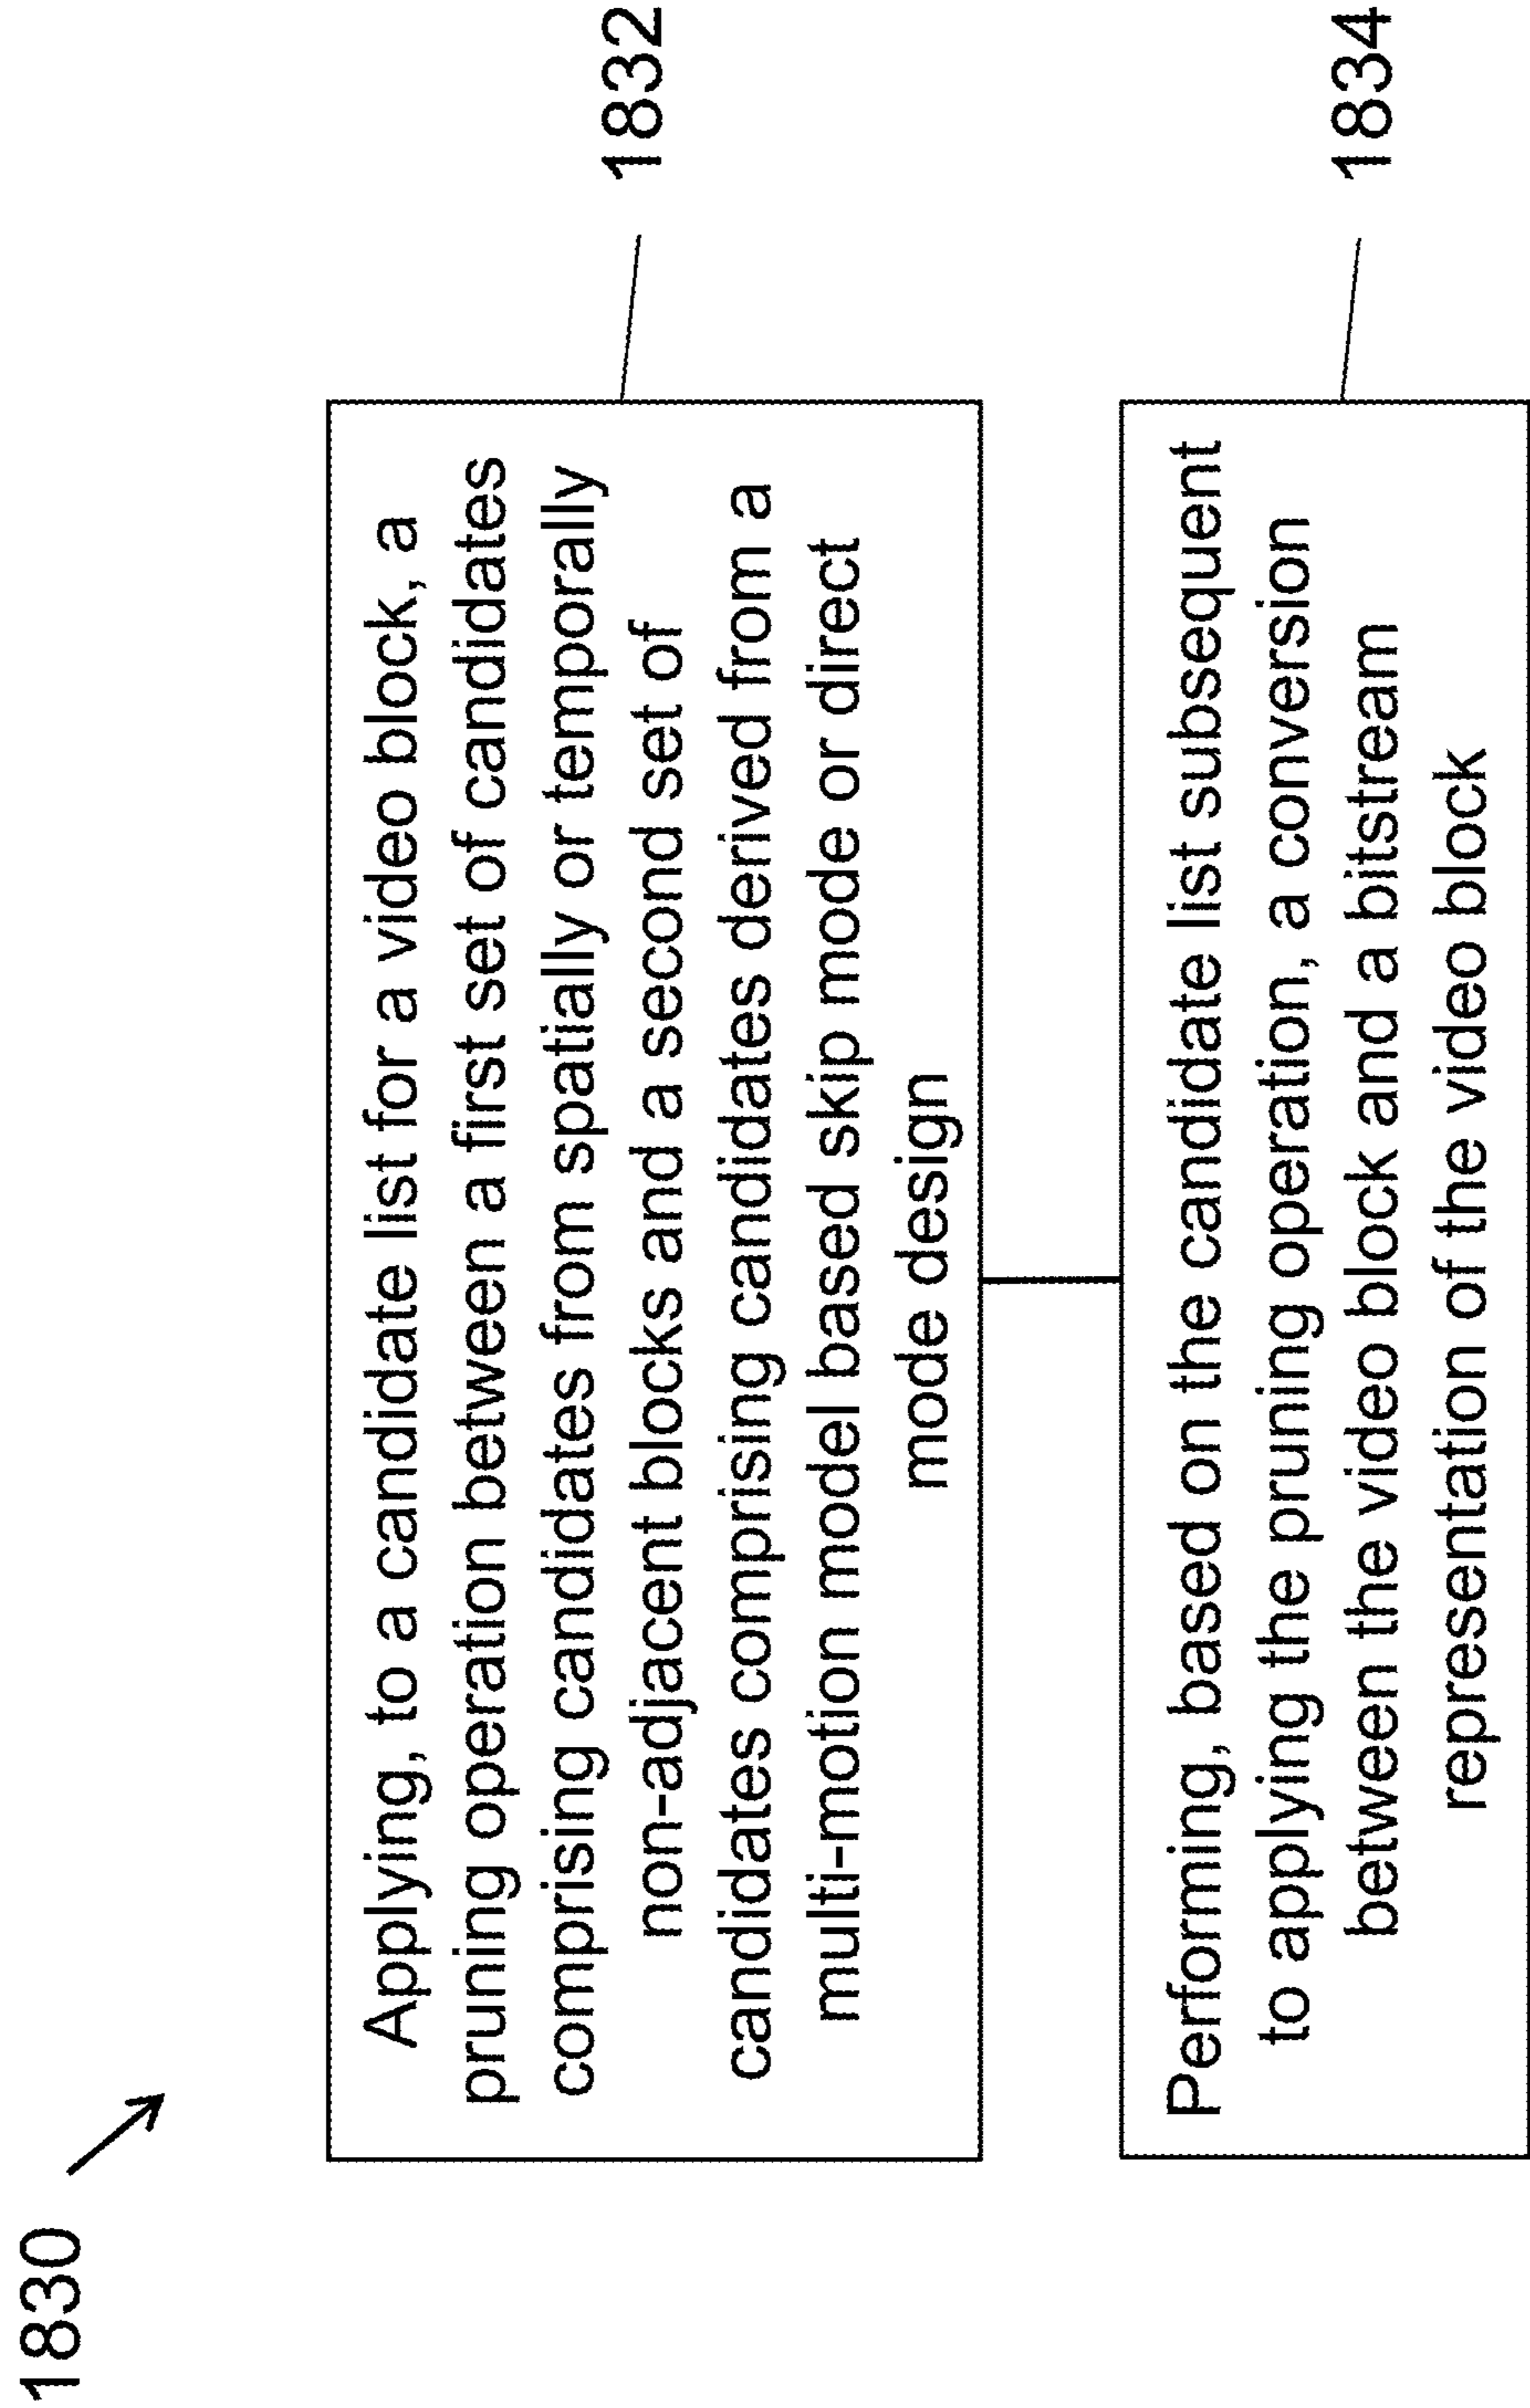 1830
Applying, to a candidate list for a video block, a
pruning operation between a first set of candidates
comprising candidates from spatially or temporally
non-adjacent blocks and a second set of
candidates comprising candidates derived from a
multi-motion model based skip mode or direct
mode design
1832
Performing, based on the candidate list subsequent
to applying the pruning operation, a conversion
between the video block and a bitstream
representation of the video block
1834